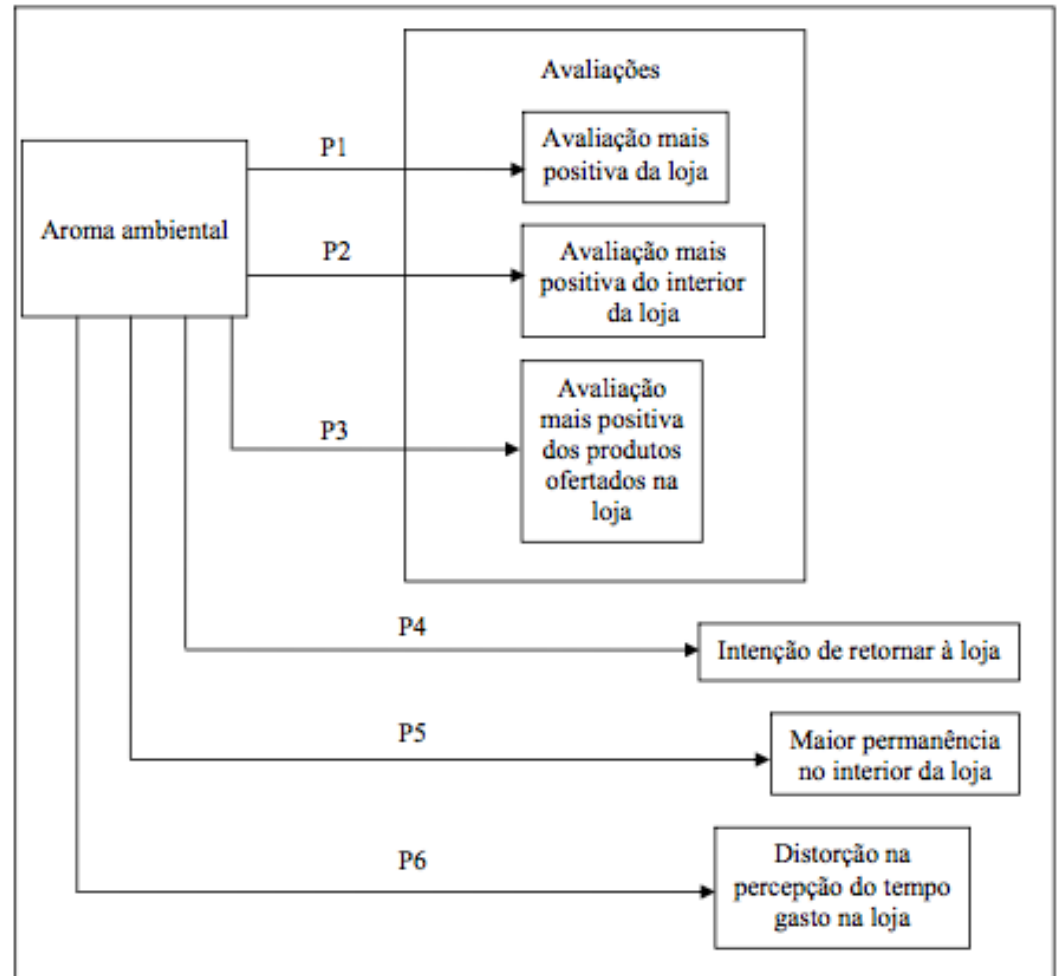 Avaliações
P1
Avaliação mais
positiva da loja
Aroma ambiental
P2
Avaliação mais
positiva do interior
da loja
P3
Avaliação
mais positiva
dos produtos
ofertados na
loja
P4
Intenção de retornar à loja
P5
Maior permanência
no interior da loja
P6
Distorção na
percepção do tempo
gasto na loja